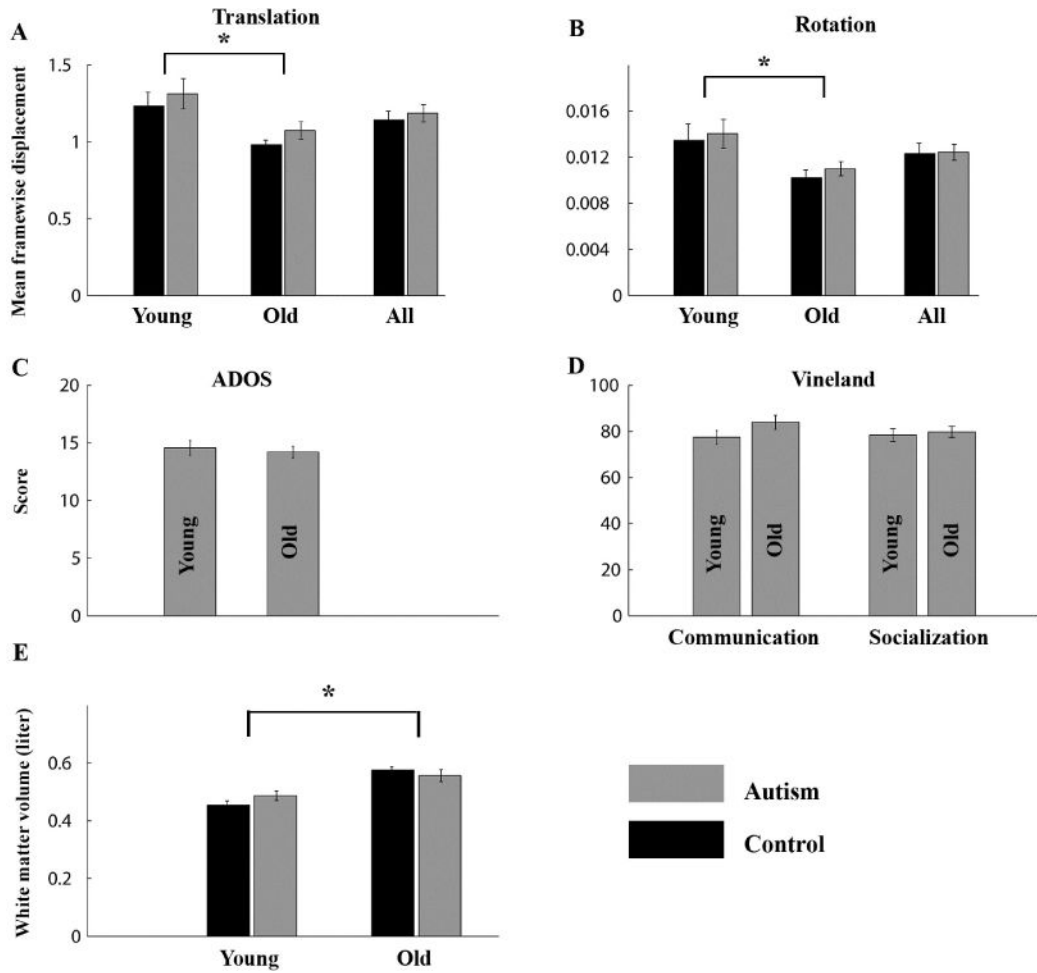 A
Translation
*
Mean framewise displacement
1.5
1
0.5
0
Young Old All
B
Rotation
*
0.016
0.012
0.008
0.004
0
Young Old All
C
ADOS
Score
20
15
10
5
0
Young
Old
D
Vineland
100
80
60
40
20
0
Young
Old
Young
Old
Communication Socialization
E
*
White matter volume (liter)
0.6
0.4
0.2
0
Young Old
Autism
Control